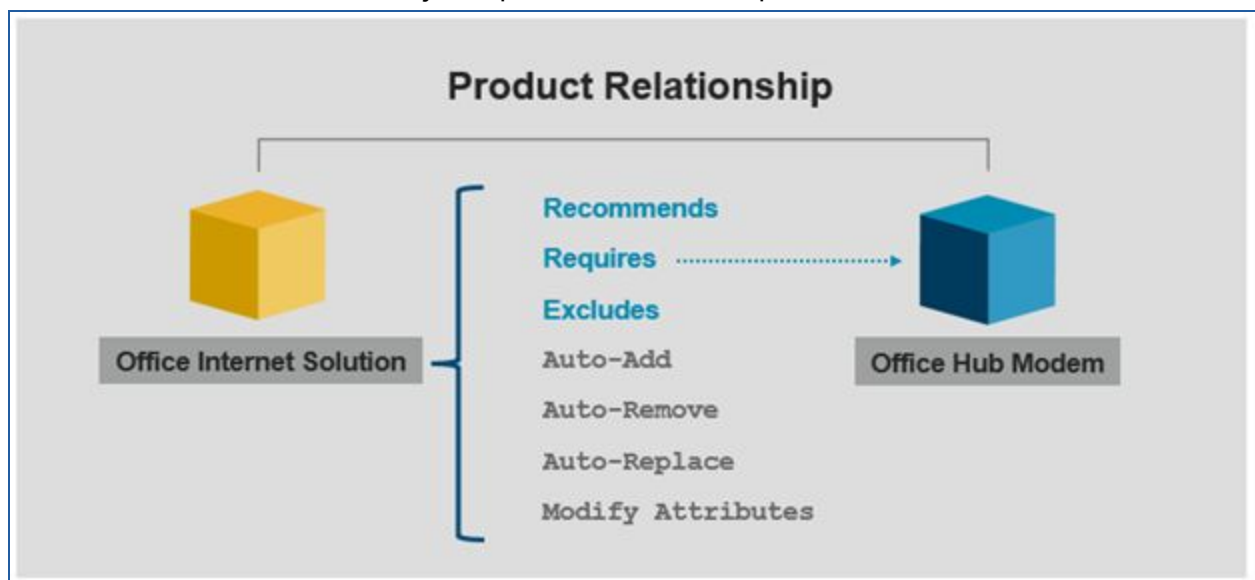 Product Relationship
Recommends
Requires
Excludes
Office Internet Solution
Auto-Add
Office Hub Modem
Auto-Remove
Auto-Replace
Modify Attributes